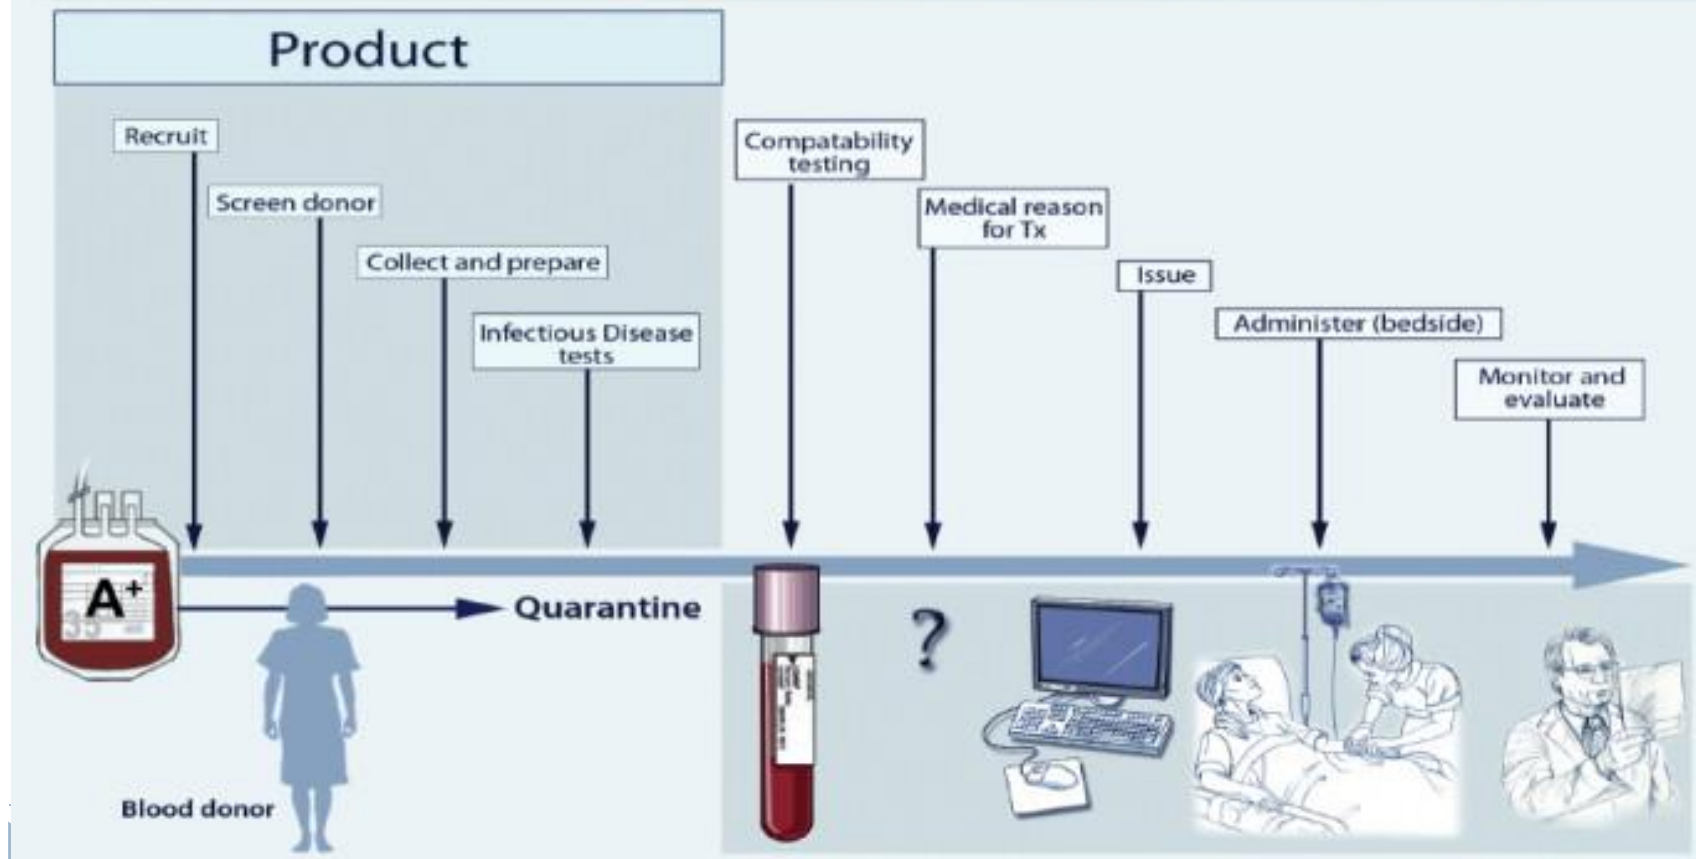 Product
Recruit
Screen donor
Collect and prepare
Infectious Disease
tests
Compatability
testing
Medical reason
for Tx
Issue
Administer (bedside)
Monitor and
evaluate
A+
35
Quarantine
Blood donor
?